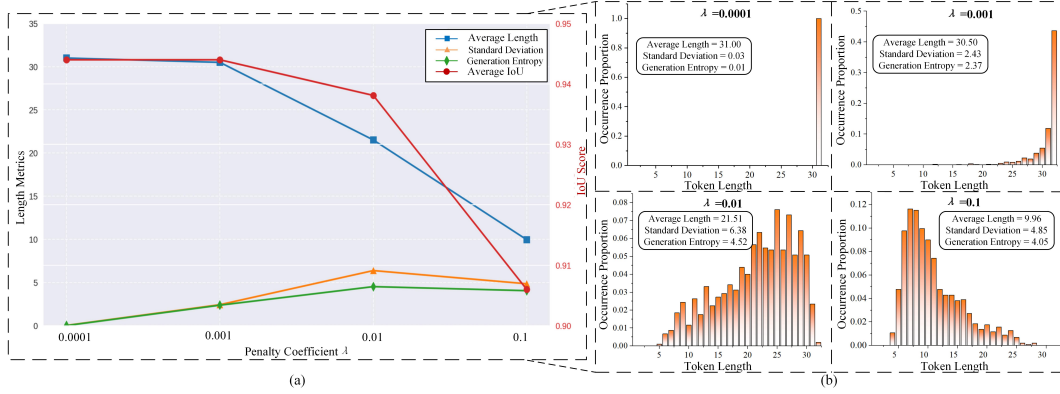 35
30
25
20
15
10
5
0
Length Metrics
0.0001
0.001
0.01
0.1
Penalty Coefficient λ
0.95
0.94
0.93
0.92
0.91
0.90
IoU Score
Average Length
Standard Deviation
Generation Entropy
Average IoU
(a)
λ =0.0001
Average Length = 31.00
Standard Deviation = 0.03
Generation Entropy = 0.01
Occurrence Proportion
1.0
0.8
0.6
0.4
0.2
0.0
5 10 15 20 25 30
Token Length
λ =0.001
Average Length = 30.50
Standard Deviation = 2.43
Generation Entropy = 2.37
Occurrence Proportion
0.5
0.4
0.3
0.2
0.1
0.0
5 10 15 20 25 30
Token Length
λ =0.01
Average Length = 21.51
Standard Deviation = 6.38
Generation Entropy = 4.52
Occurrence Proportion
0.08
0.07
0.06
0.05
0.04
0.03
0.02
0.01
0.00
5 10 15 20 25 30
Token Length
λ =0.1
Average Length = 9.96
Standard Deviation = 4.85
Generation Entropy = 4.05
Occurrence Proportion
0.12
0.10
0.08
0.06
0.04
0.02
0.00
5 10 15 20 25 30
Token Length
(b)